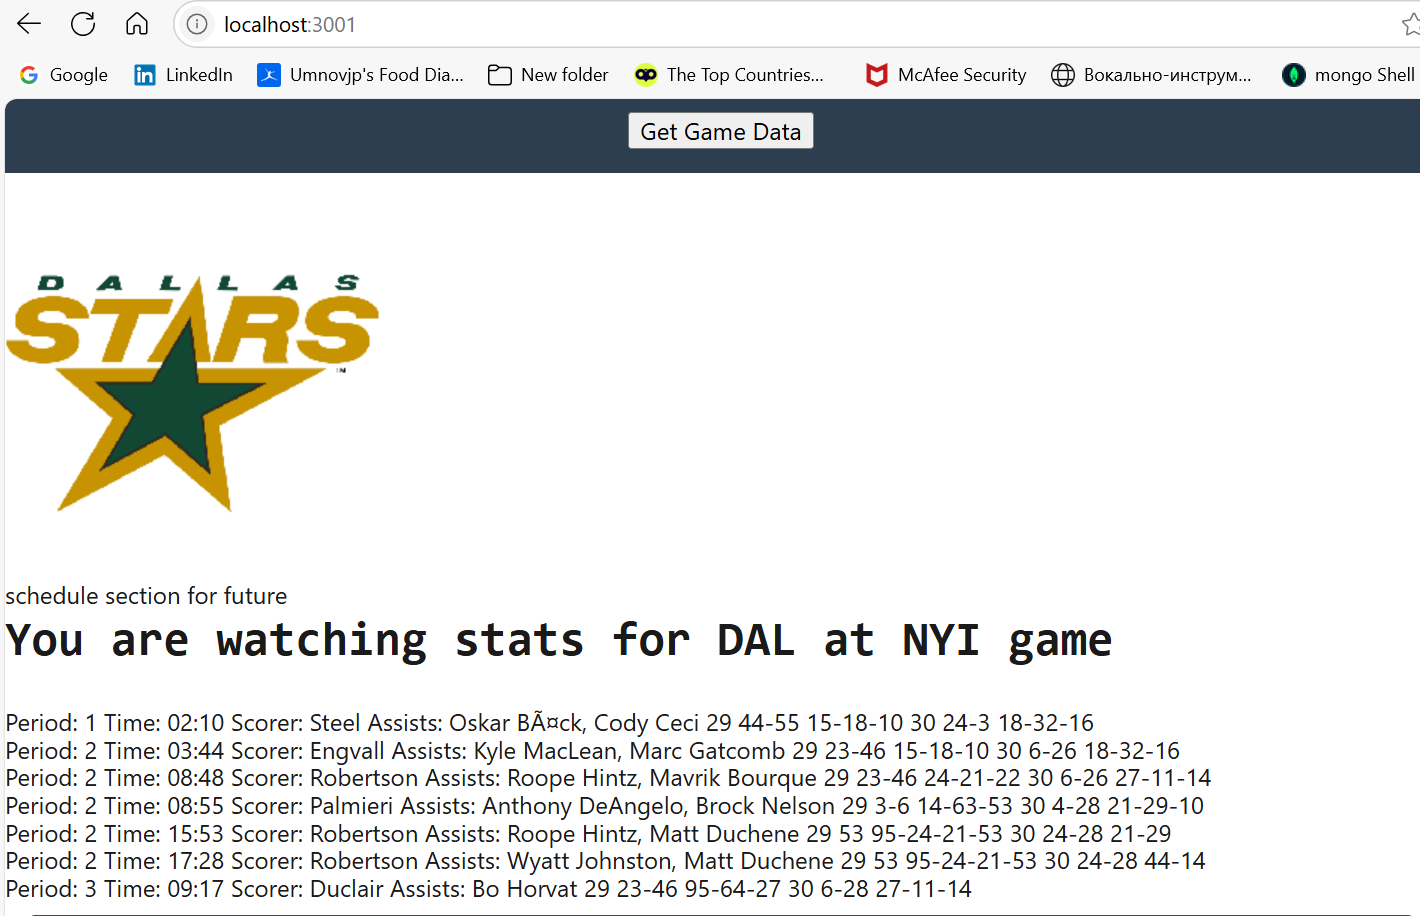 localhost:3001
Google LinkedIn Umnovjp's Food Dia... New folder The Top Countries... McAfee Security Вокально-инструм... mongo Shell
Get Game Data
DALLAS
STARS
TM
schedule section for future
You are watching stats for DAL at NYI game
Period: 1 Time: 02:10 Scorer: Steel Assists: Oskar BÃ¤ck, Cody Ceci 29 44-55 15-18-10 30 24-3 18-32-16
Period: 2 Time: 03:44 Scorer: Engvall Assists: Kyle MacLean, Marc Gatcomb 29 23-46 15-18-10 30 6-26 18-32-16
Period: 2 Time: 08:48 Scorer: Robertson Assists: Roope Hintz, Mavrik Bourque 29 23-46 24-21-22 30 6-26 27-11-14
Period: 2 Time: 08:55 Scorer: Palmieri Assists: Anthony DeAngelo, Brock Nelson 29 3-6 14-63-53 30 4-28 21-29-10
Period: 2 Time: 15:53 Scorer: Robertson Assists: Roope Hintz, Matt Duchene 29 53 95-24-21-53 30 24-28 21-29
Period: 2 Time: 17:28 Scorer: Robertson Assists: Wyatt Johnston, Matt Duchene 29 53 95-24-21-53 30 24-28 44-14
Period: 3 Time: 09:17 Scorer: Duclair Assists: Bo Horvat 29 23-46 95-64-27 30 6-28 27-11-14